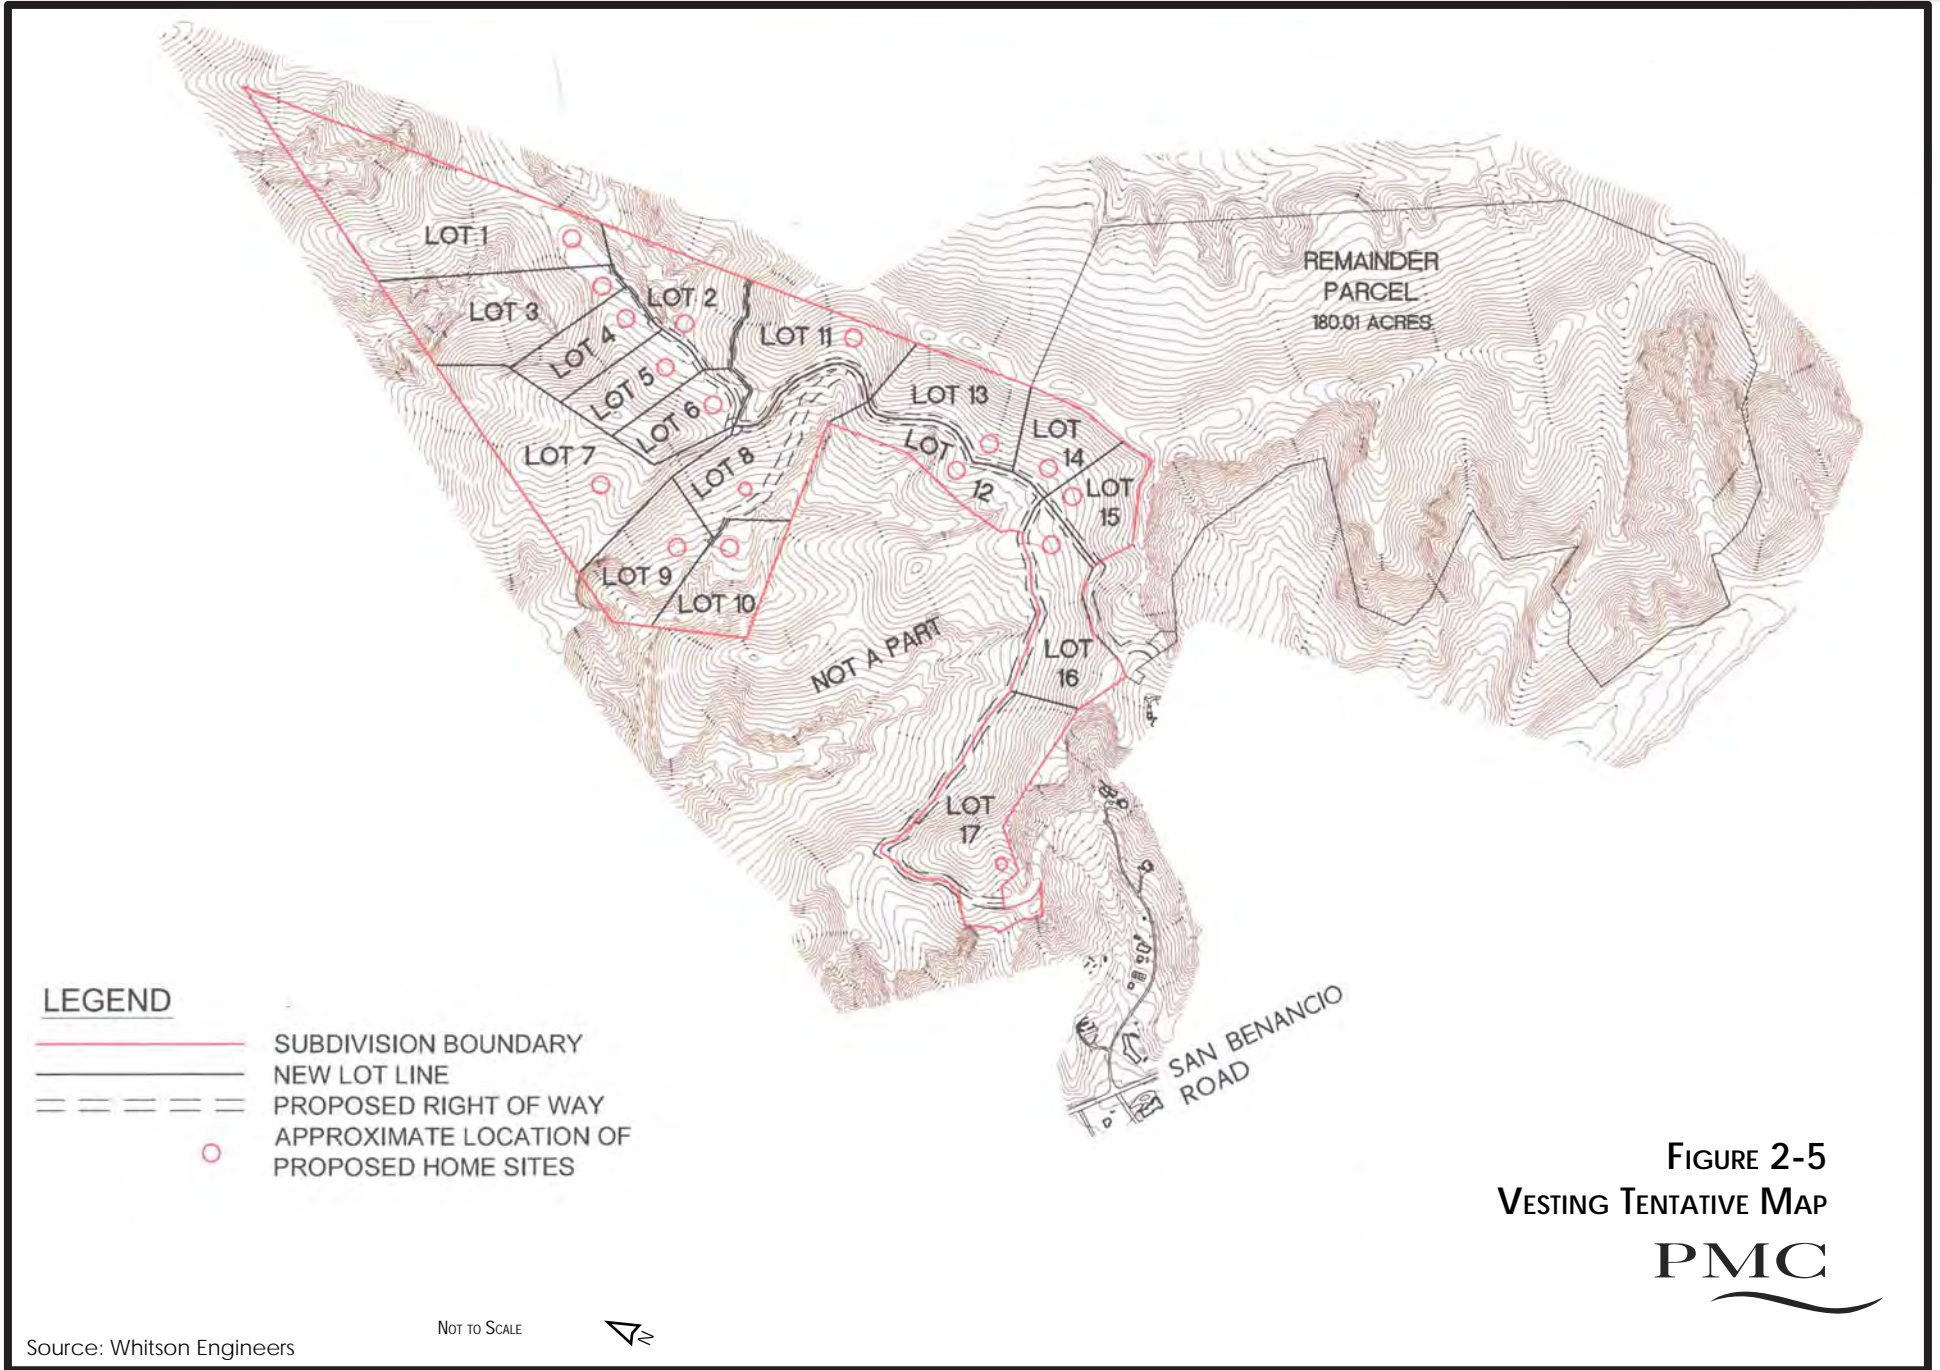 LOT 1
LOT 3
LOT 2
LOT 4
LOT 5
LOT 6
LOT 7
LOT 8
LOT 9
LOT 10
LOT 11
LOT
12
LOT 13
LOT
14
LOT
15
LOT
16
LOT
17
NOT A PART
REMAINDER
PARCEL
180.01 ACRES
SAN BENANCIO
ROAD
LEGEND
SUBDIVISION BOUNDARY
NEW LOT LINE
PROPOSED RIGHT OF WAY
APPROXIMATE LOCATION OF
PROPOSED HOME SITES
FIGURE 2-5
VESTING TENTATIVE MAP
PMC
NOT TO SCALE
N
Source: Whitson Engineers